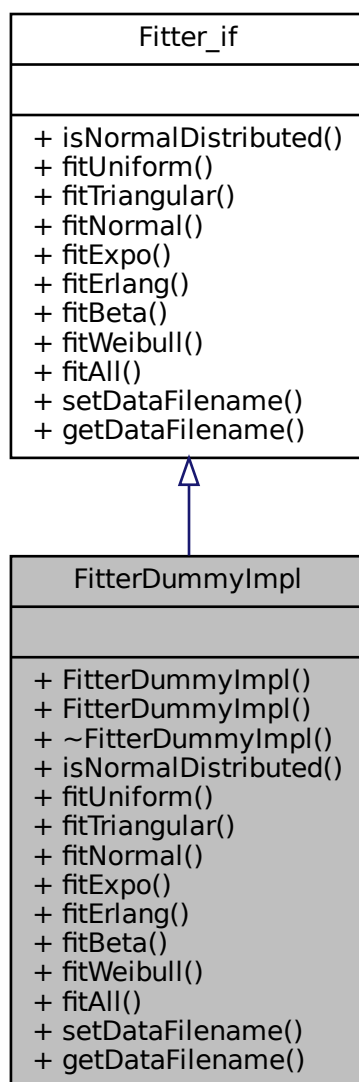 Fitter_if
+ isNormalDistributed()
+ fitUniform()
+ fitTriangular()
+ fitNormal()
+ fitExpo()
+ fitErlang()
+ fitBeta()
+ fitWeibull()
+ fitAll()
+ setDataFilename()
+ getDataFilename()
FitterDummyImpl
+ FitterDummyImpl()
+ FitterDummyImpl()
+ ~FitterDummyImpl()
+ isNormalDistributed()
+ fitUniform()
+ fitTriangular()
+ fitNormal()
+ fitExpo()
+ fitErlang()
+ fitBeta()
+ fitWeibull()
+ fitAll()
+ setDataFilename()
+ getDataFilename()